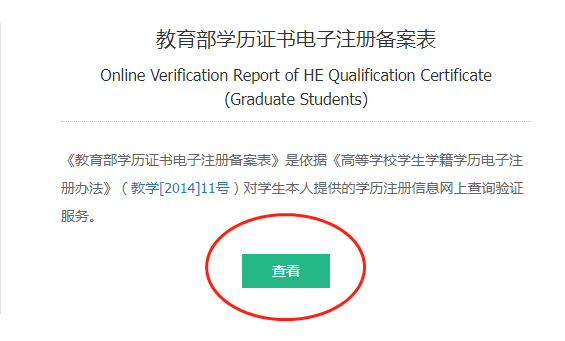 教育部学历证书电子注册备案表
Online Verification Report of HE Qualification Certificate
(Graduate Students)
《教育部学历证书电子注册备案表》是依据《高等学校学生学籍学历电子注
册办法》（教学[2014]11号）对学生本人提供的学历注册信息网上查询验证
服务。
查看